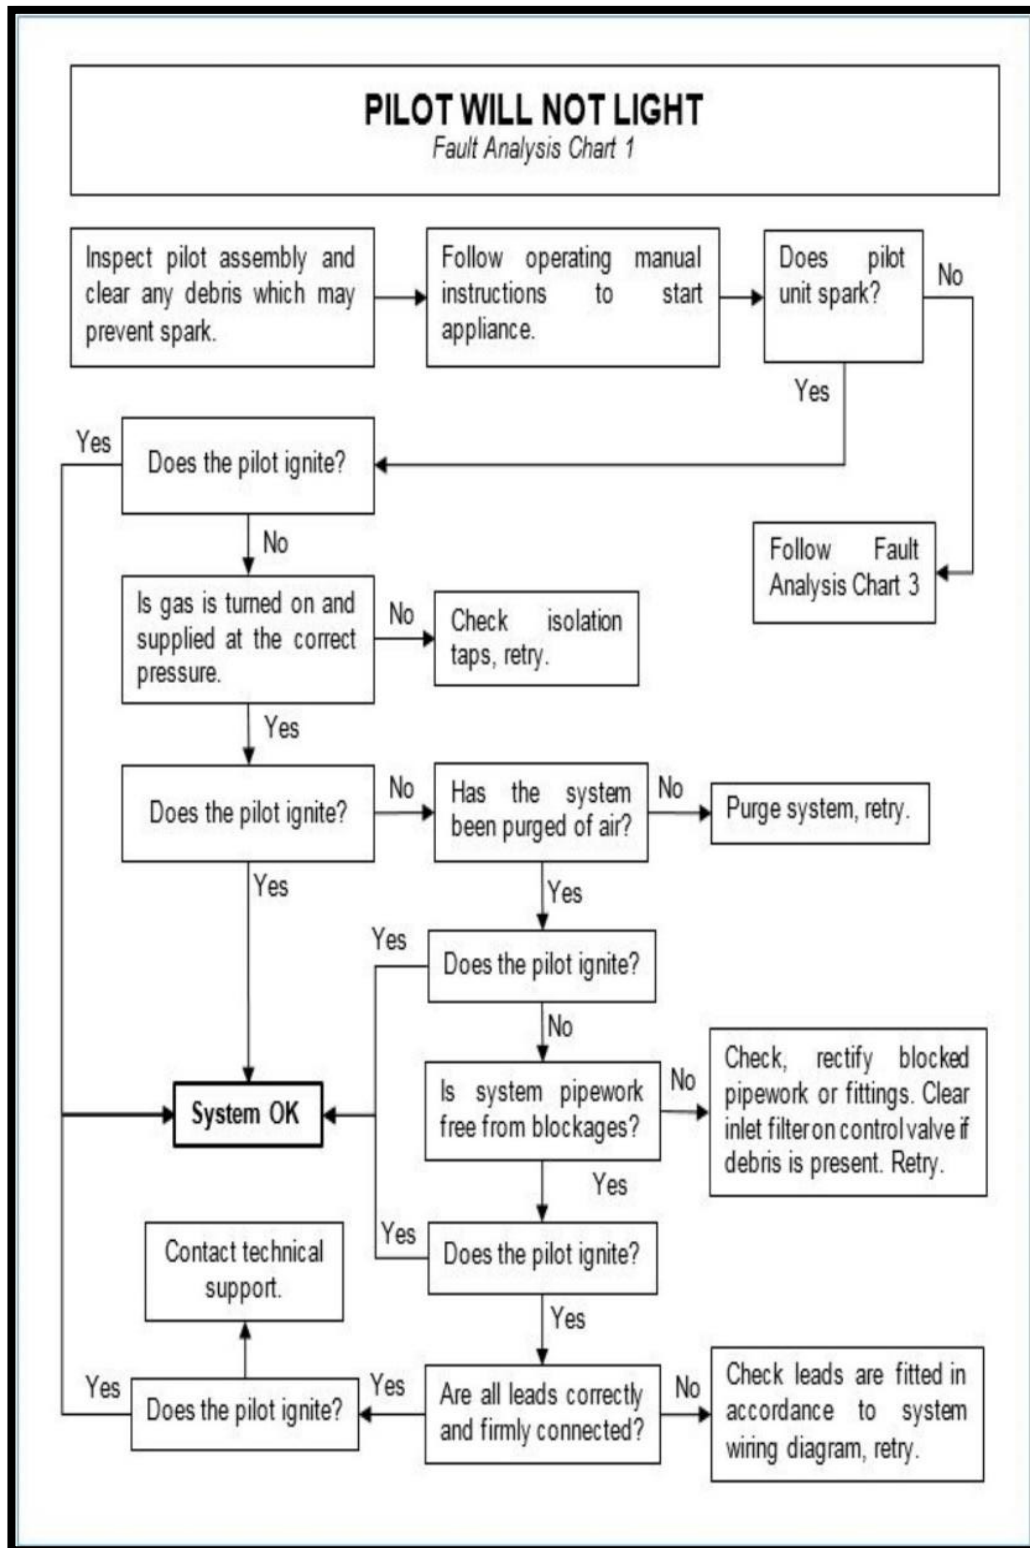 PILOT WILL NOT LIGHT
Fault Analysis Chart 1
Inspect pilot assembly and
clear any debris which may
prevent spark.
Follow operating manual
instructions to start
appliance.
Does pilot
unit spark?
No
Yes
Yes
Does the pilot ignite?
No
Follow Fault
Analysis Chart 3
Is gas is turned on and
supplied at the correct
pressure.
No
Check isolation
taps, retry.
Yes
Does the pilot ignite?
No
Has the system
been purged of air?
No
Purge system, retry.
Yes
Yes
Yes
Does the pilot ignite?
No
System OK
Is system pipework
free from blockages?
No
Check, rectify blocked
pipework or fittings. Clear
inlet filter on control valve if
debris is present. Retry.
Yes
Yes
Does the pilot ignite?
Contact technical
support.
Yes
Yes
Does the pilot ignite?
Yes
Are all leads correctly
and firmly connected?
No
Check leads are fitted in
accordance to system
wiring diagram, retry.